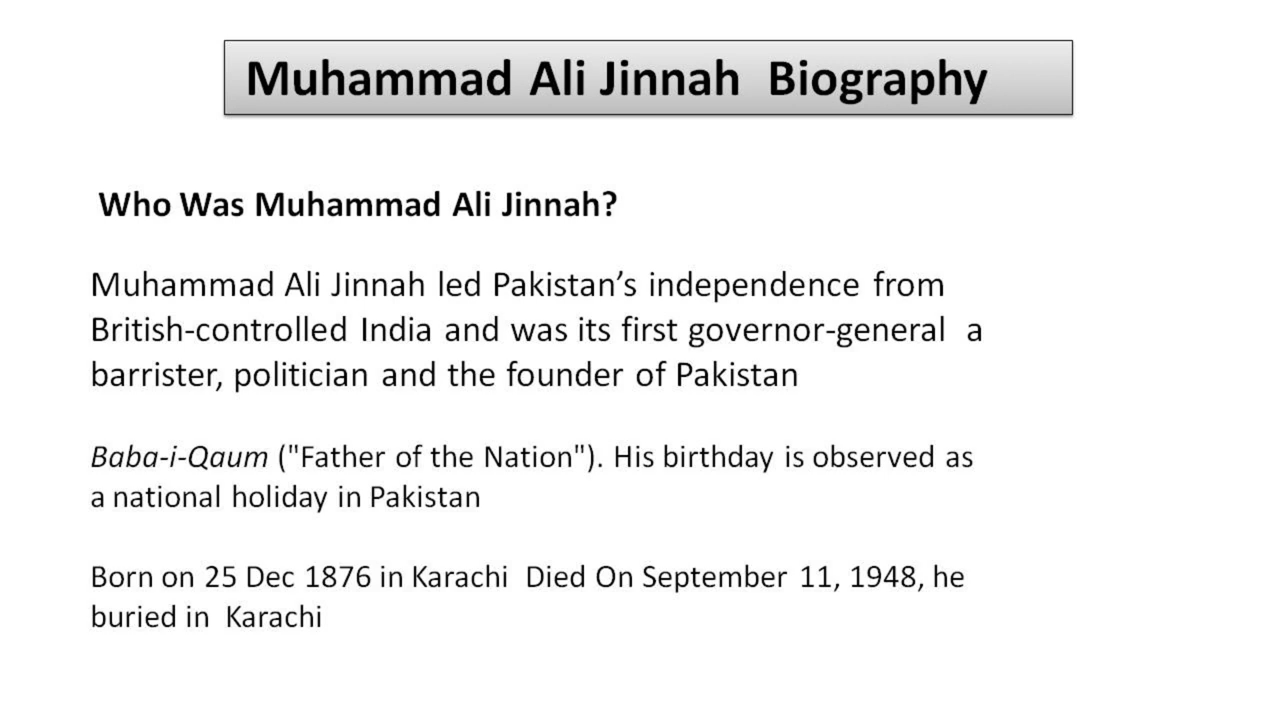 Muhammad Ali Jinnah  Biography
Who Was Muhammad Ali Jinnah?
Muhammad Ali Jinnah led Pakistan’s independence from
British-controlled India and was its first governor-general  a
barrister, politician and the founder of Pakistan
Baba-i-Qaum ("Father of the Nation"). His birthday is observed as
a national holiday in Pakistan
Born on 25 Dec 1876 in Karachi  Died On September 11, 1948, he
buried in  Karachi